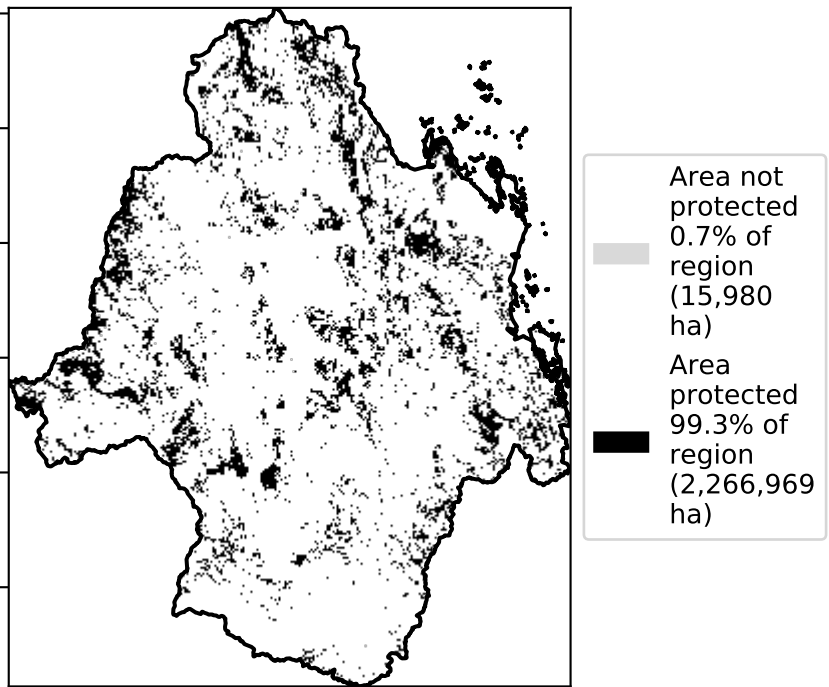 Area not
protected
0.7% of
region
(15,980
ha)
Area
protected
99.3% of
region
(2,266,969
ha)